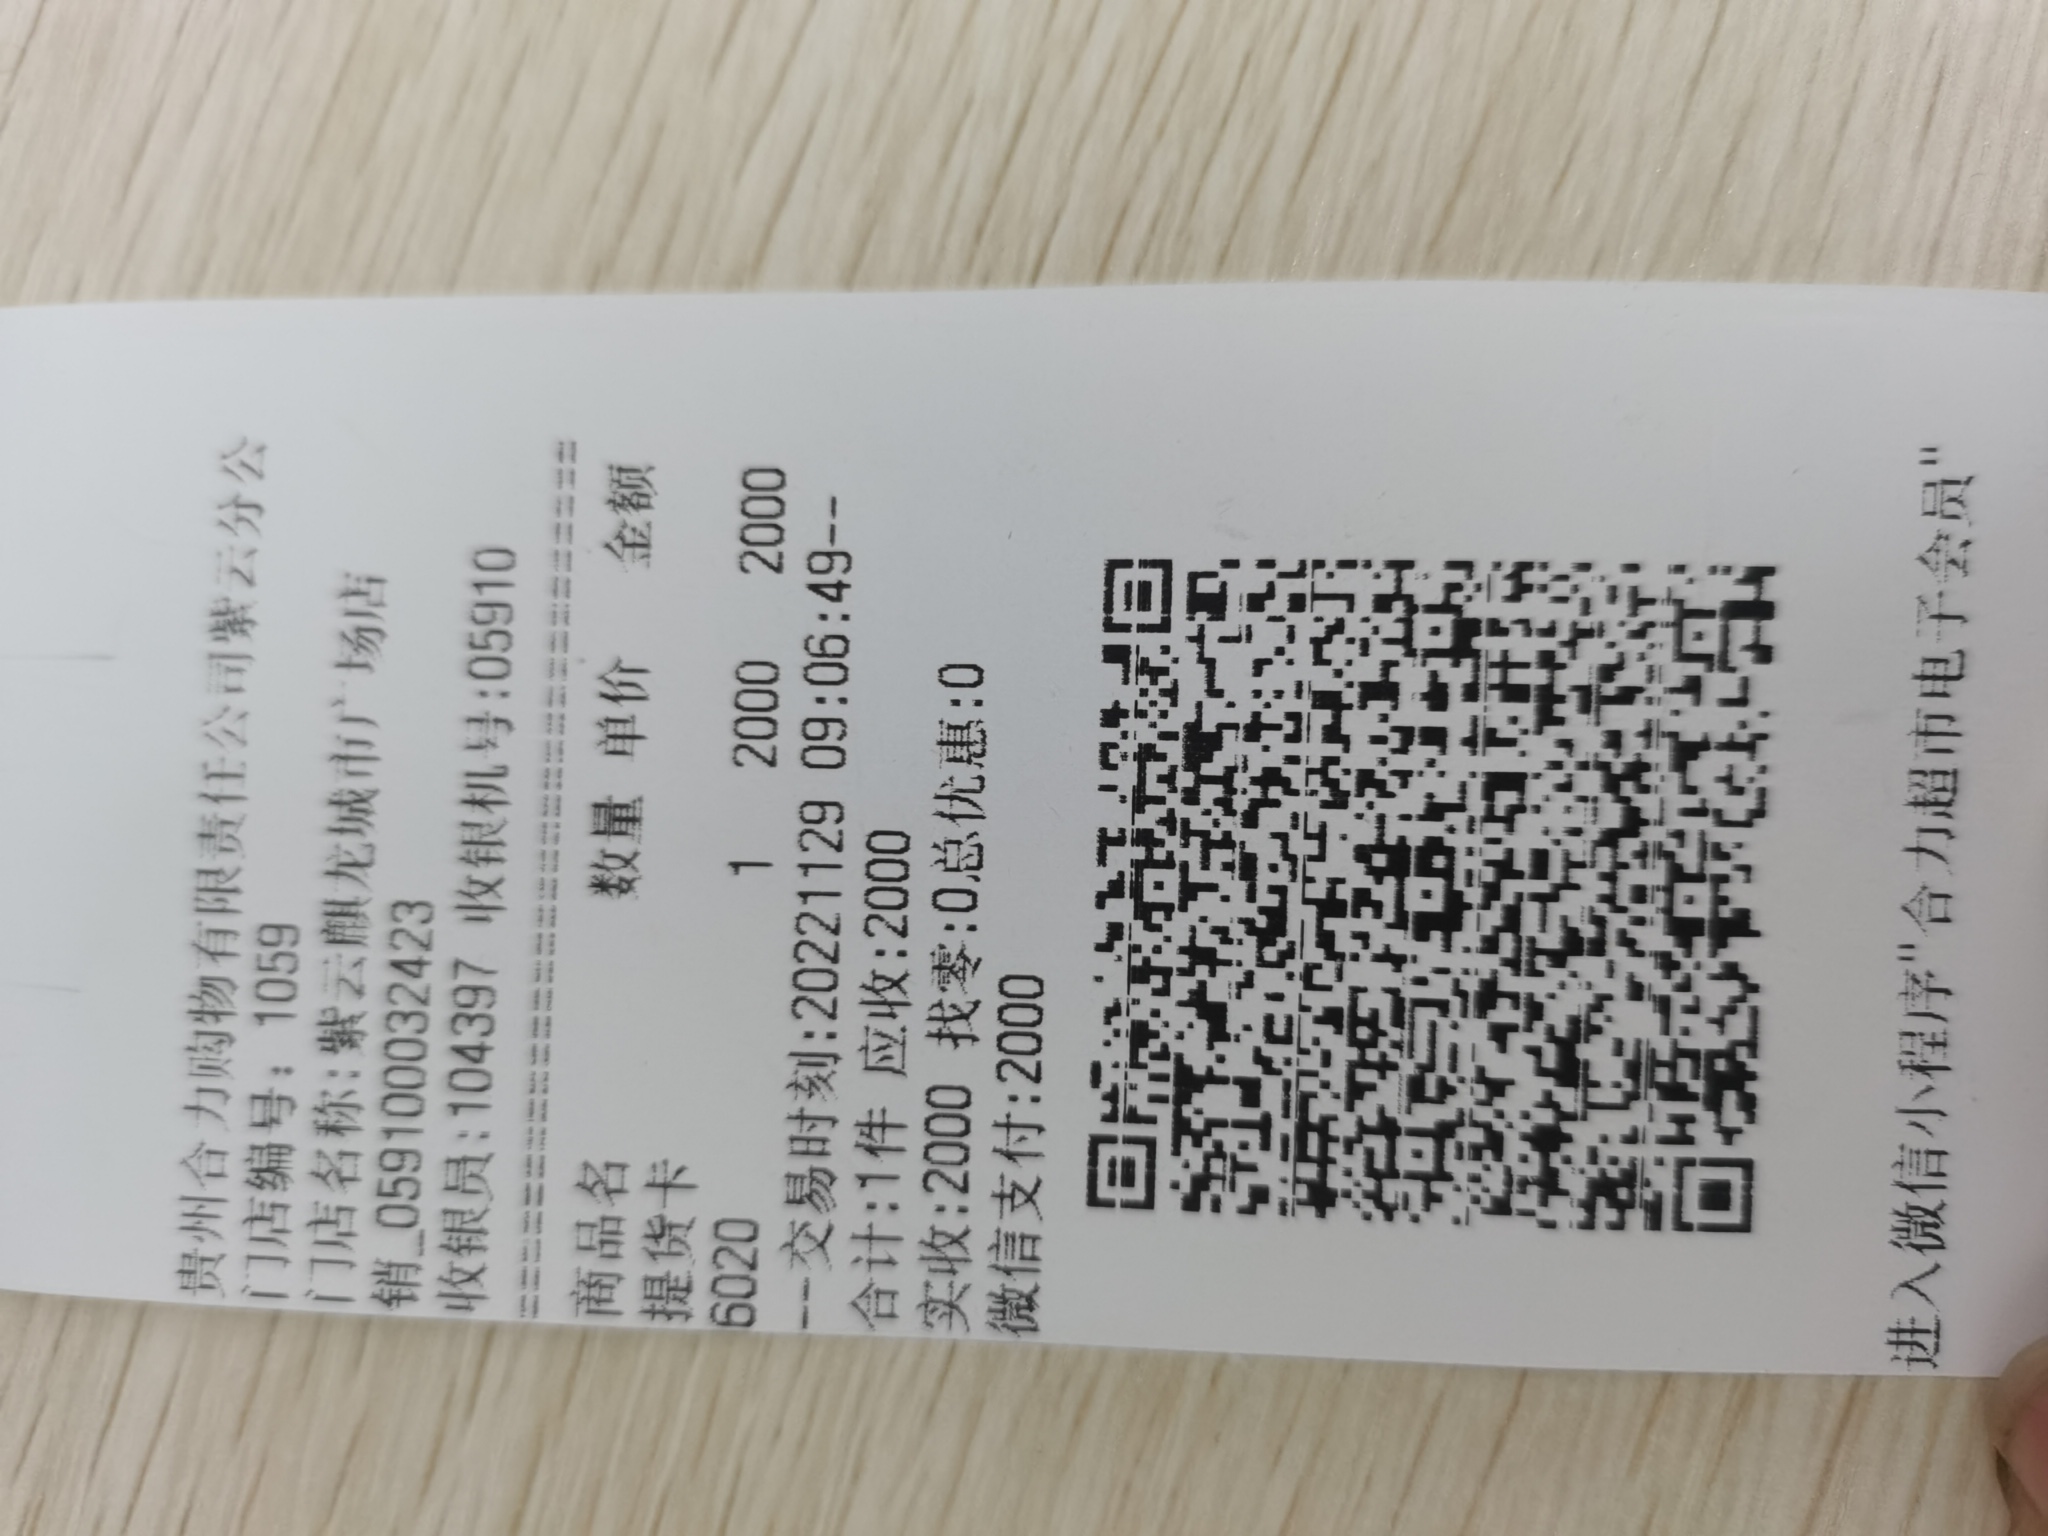 贵州合力购物有限责任公司紫云分公
门店编号: 1059
门店名称:紫云麒龙城市广场店
销_0591000324423
收银员:104397 收银机号:05910
商品名 数量 单价 金额
提货卡
6020 1 2000 2000
--交易时刻:20221129 09:06:49--
合计:1件 应收:2000
实收:2000 找零:0总优惠:0
微信支付:2000
进入微信小程序"合力超市电子会员"